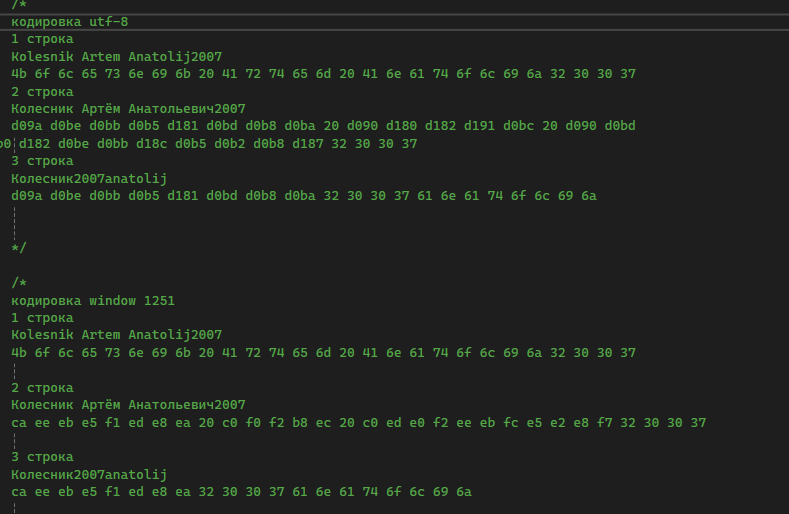 /*
кодировка utf-8
1 строка
Kolesnik Artem Anatolij2007
4b 6f 6c 65 73 6e 69 6b 20 41 72 74 65 6d 20 41 6e 61 74 6f 6c 69 6a 32 30 30 37
2 строка
Колесник Артём Анатольевич2007
d09a d0be d0bb d0b5 d181 d0bd d0b8 d0ba 20 d090 d180 d182 d191 d0bc 20 d090 d0bd
b0 d182 d0be d0bb d18c d0b5 d0b2 d0b8 d187 32 30 30 37
3 строка
Колесник2007anatolij
d09a d0be d0bb d0b5 d181 d0bd d0b8 d0ba 32 30 30 37 61 6e 61 74 6f 6c 69 6a
*/
/*
кодировка window 1251
1 строка
Kolesnik Artem Anatolij2007
4b 6f 6c 65 73 6e 69 6b 20 41 72 74 65 6d 20 41 6e 61 74 6f 6c 69 6a 32 30 30 37
2 строка
Колесник Артём Анатольевич2007
ca ee eb e5 f1 ed e8 ea 20 c0 f0 f2 b8 ec 20 c0 ed e0 f2 ee eb fc e5 e2 e8 f7 32 30 30 37
3 строка
Колесник2007anatolij
ca ee eb e5 f1 ed e8 ea 32 30 30 37 61 6e 61 74 6f 6c 69 6a